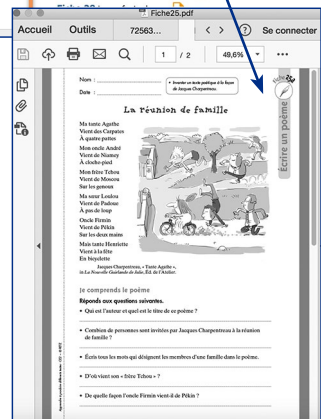 Fiche25.pdf
Accueil Outils 72563... Se connecter
1 / 2 49,6%
Nom :
Date :
• Inventer un texte poétique à la façon
de Jacques Charpentreau.
Écrire un poème
La réunion de famille
Ma tante Agathe
Vient des Carpates
À quatre pattes
Mon oncle André
Vient de Niamey
À cloche-pied
Mon frère Tchou
Vient de Moscou
Sur les genoux
Ma sœur Loulou
Vient de Padoue
À pas de loup
Oncle Firmin
Vient de Pékin
Sur les deux mains
Mais tante Henriette
Vient à la fête
En bicyclette
Jacques Charpentreau, « Tante Agathe »,
in La Nouvelle Guirlande de Julie, Éd. de l'Atelier.
Je comprends le poème
Réponds aux questions suivantes.
• Qui est l'auteur et quel est le titre de ce poème ?
• Combien de personnes sont invitées par Jacques Charpentreau à la réunion
de famille ?
• Écris tous les mots qui désignent les membres d'une famille dans le poème.
• D'où vient son « frère Tchou » ?
• De quelle façon l'oncle Firmin vient-il de Pékin ?